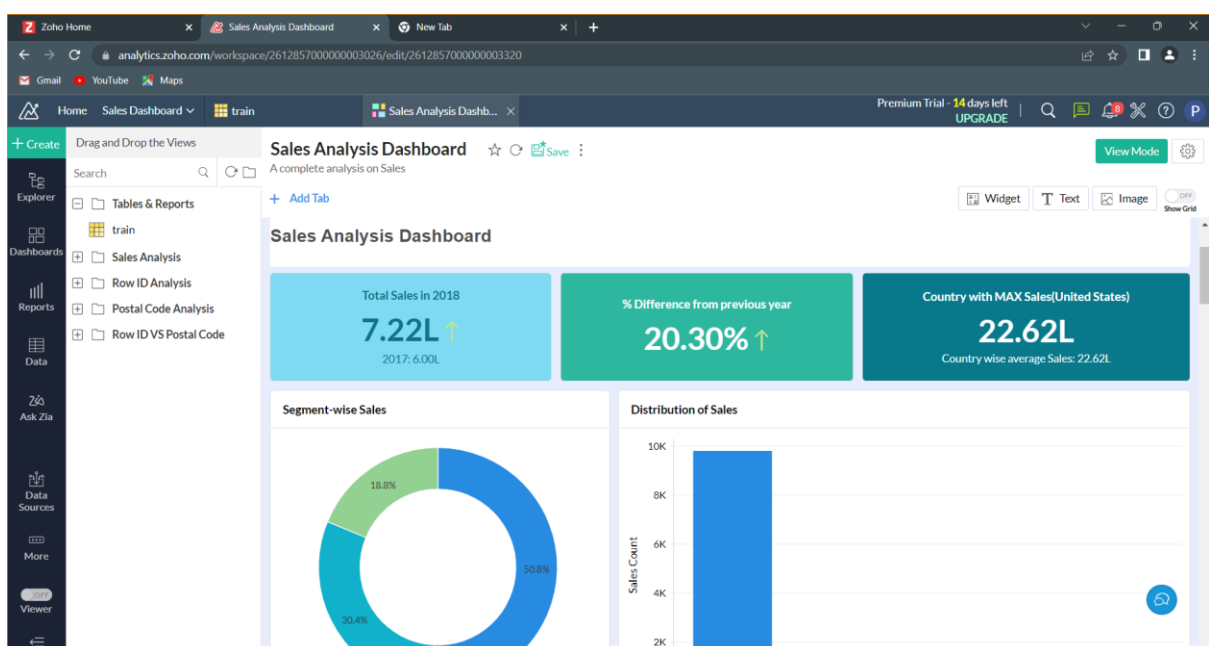 Zoho Home
Sales Analysis Dashboard
New Tab
analytics.zoho.com/workspace/2612857000000003026/edit/2612857000000003320
Gmail
YouTube
Maps
Home
Sales Dashboard
train
Sales Analysis Dashb...
Premium Trial - 14 days left
UPGRADE
8
P
+ Create
Explorer
Dashboards
Reports
Data
Ask Zia
Data
Sources
More
OFF
Viewer
Drag and Drop the Views
Search
Tables & Reports
train
Sales Analysis
Row ID Analysis
Postal Code Analysis
Row ID VS Postal Code
Sales Analysis Dashboard
Save
A complete analysis on Sales
View Mode
+ Add Tab
Widget
T Text
Image
OFF
Show Grid
Sales Analysis Dashboard
Total Sales in 2018
7.22L ↑
2017: 6.00L
% Difference from previous year
20.30% ↑
Country with MAX Sales(United States)
22.62L
Country wise average Sales: 22.62L
Segment-wise Sales
18.8%
50.8%
30.4%
Distribution of Sales
10K
8K
6K
4K
2K
Sales Count